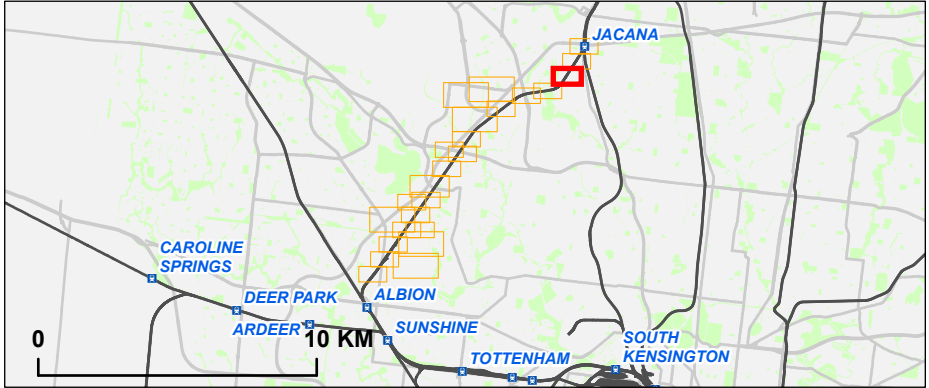 JACANA
CAROLINE
SPRINGS
DEER PARK
ALBION
ARDEER
SUNSHINE
0
10 KM
TOTTENHAM
SOUTH
KENSINGTON